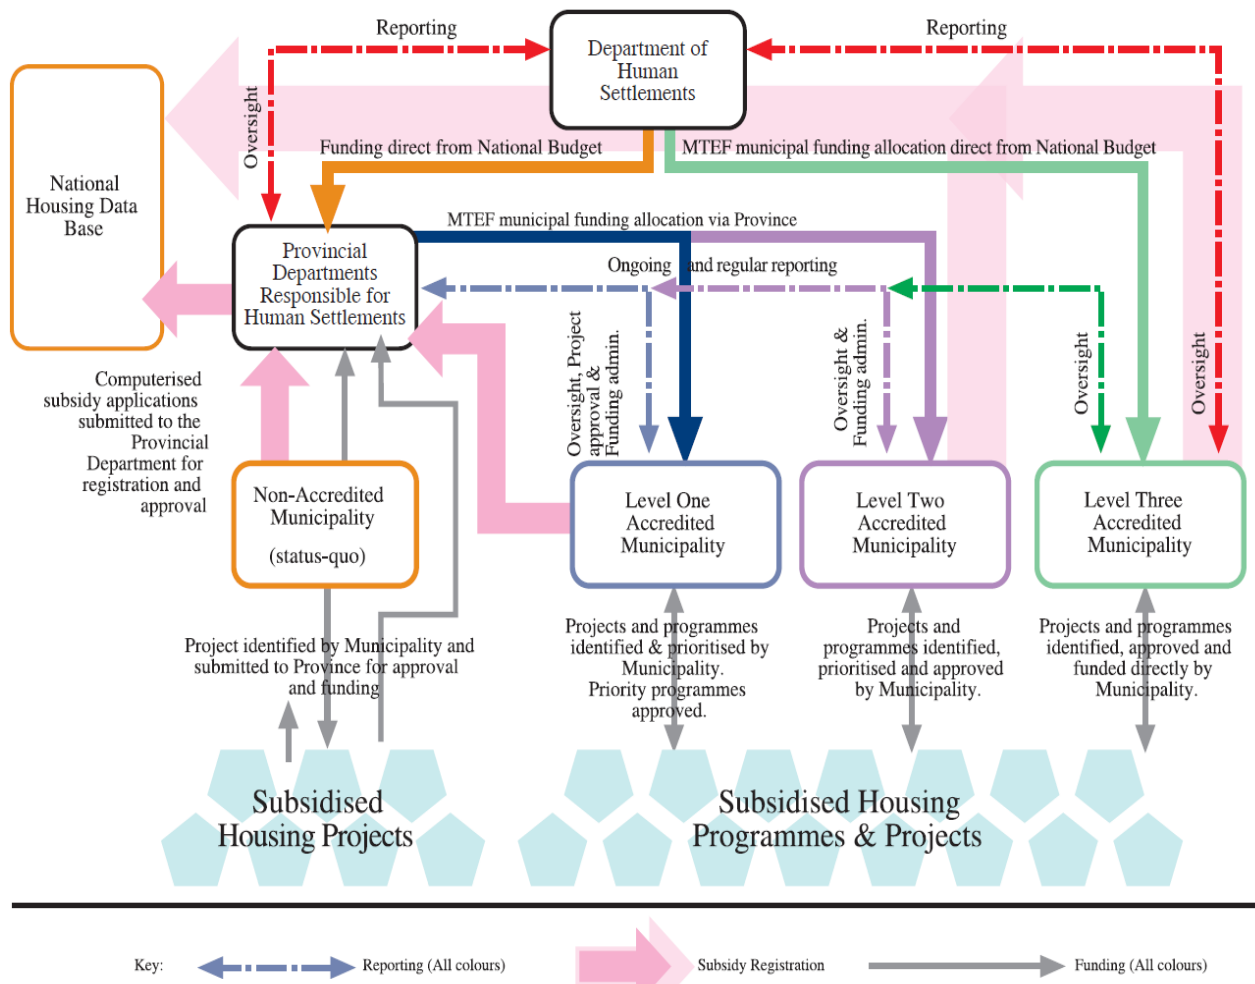 Reporting
Department of
Human
Settlements
Reporting
Oversight
Oversight
Funding direct from National Budget
MTEF municipal funding allocation direct from National Budget
National
Housing Data
Base
MTEF municipal funding allocation via Province
Provincial
Departments
Responsible for
Human Settlements
Ongoing and regular reporting
Oversight, Project
approval &
Funding admin.
Oversight &
Funding admin.
Oversight
Oversight
Computerised
subsidy applications
submitted to the
Provincial
Department for
registration and
approval
Non-Accredited
Municipality
(status-quo)
Level One
Accredited
Municipality
Level Two
Accredited
Municipality
Level Three
Accredited
Municipality
Project identified by Municipality and
submitted to Province for approval
and funding
Projects and programmes
identified & prioritised by
Municipality.
Priority programmes
approved.
Projects and
programmes identified,
prioritised and approved
by Municipality.
Projects and programmes
identified, approved and
funded directly by
Municipality.
Subsidised
Housing Projects
Subsidised Housing
Programmes & Projects
Key:
Reporting (All colours)
Subsidy Registration
Funding (All colours)